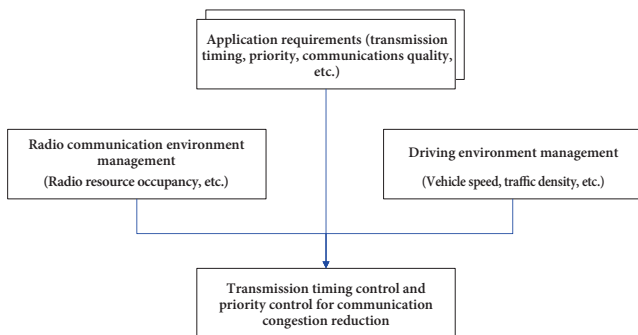 Application requirements (transmission
timing, priority, communications quality,
etc.)
Radio communication environment
management
(Radio resource occupancy, etc.)
Driving environment management
(Vehicle speed, traffic density, etc.)
Transmission timing control and
priority control for communication
congestion reduction